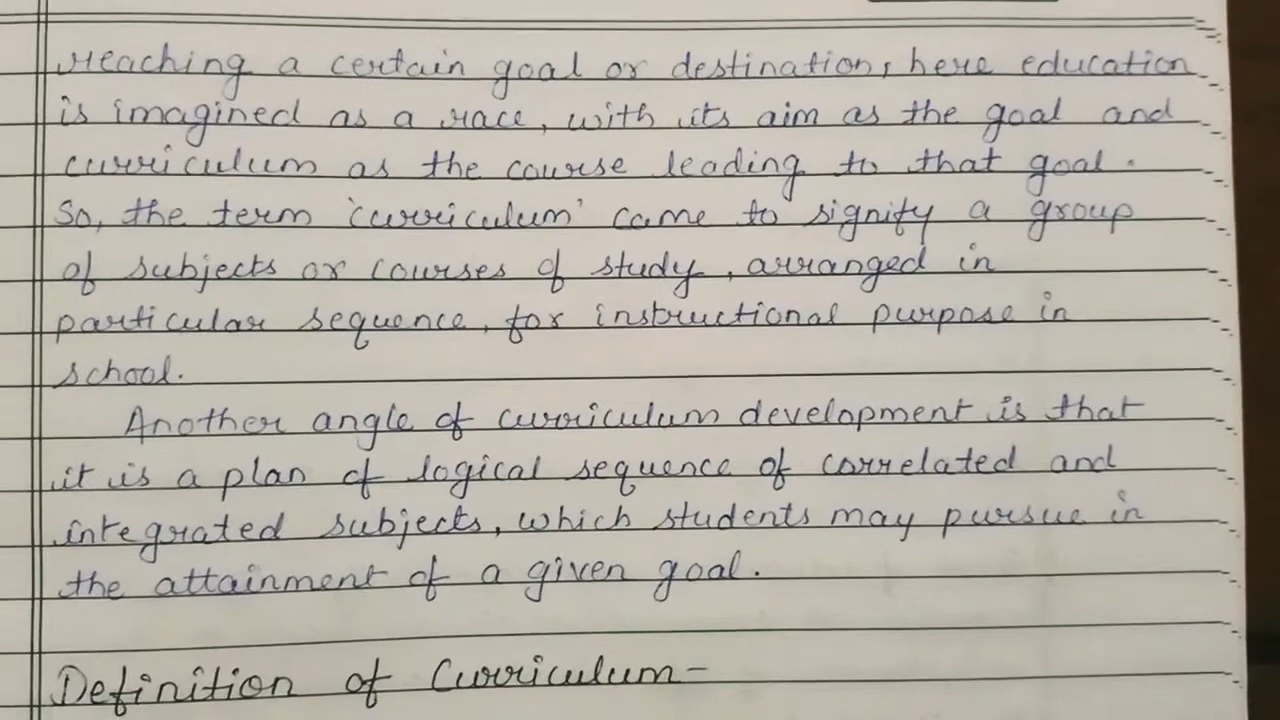 reaching a certain goal or destination, here education
is imagined as a race, with its aim as the goal and
curriculum as the course leading to that goal.
So, the term 'curriculum' came to signify a group
of subjects or courses of study, arranged in
particular sequence, for instructional purpose in
school.
Another angle of curriculum development is that
it is a plan of logical sequence of correlated and
integrated subjects, which students may pursue in
the attainment of a given goal.
Definition of Curriculum-